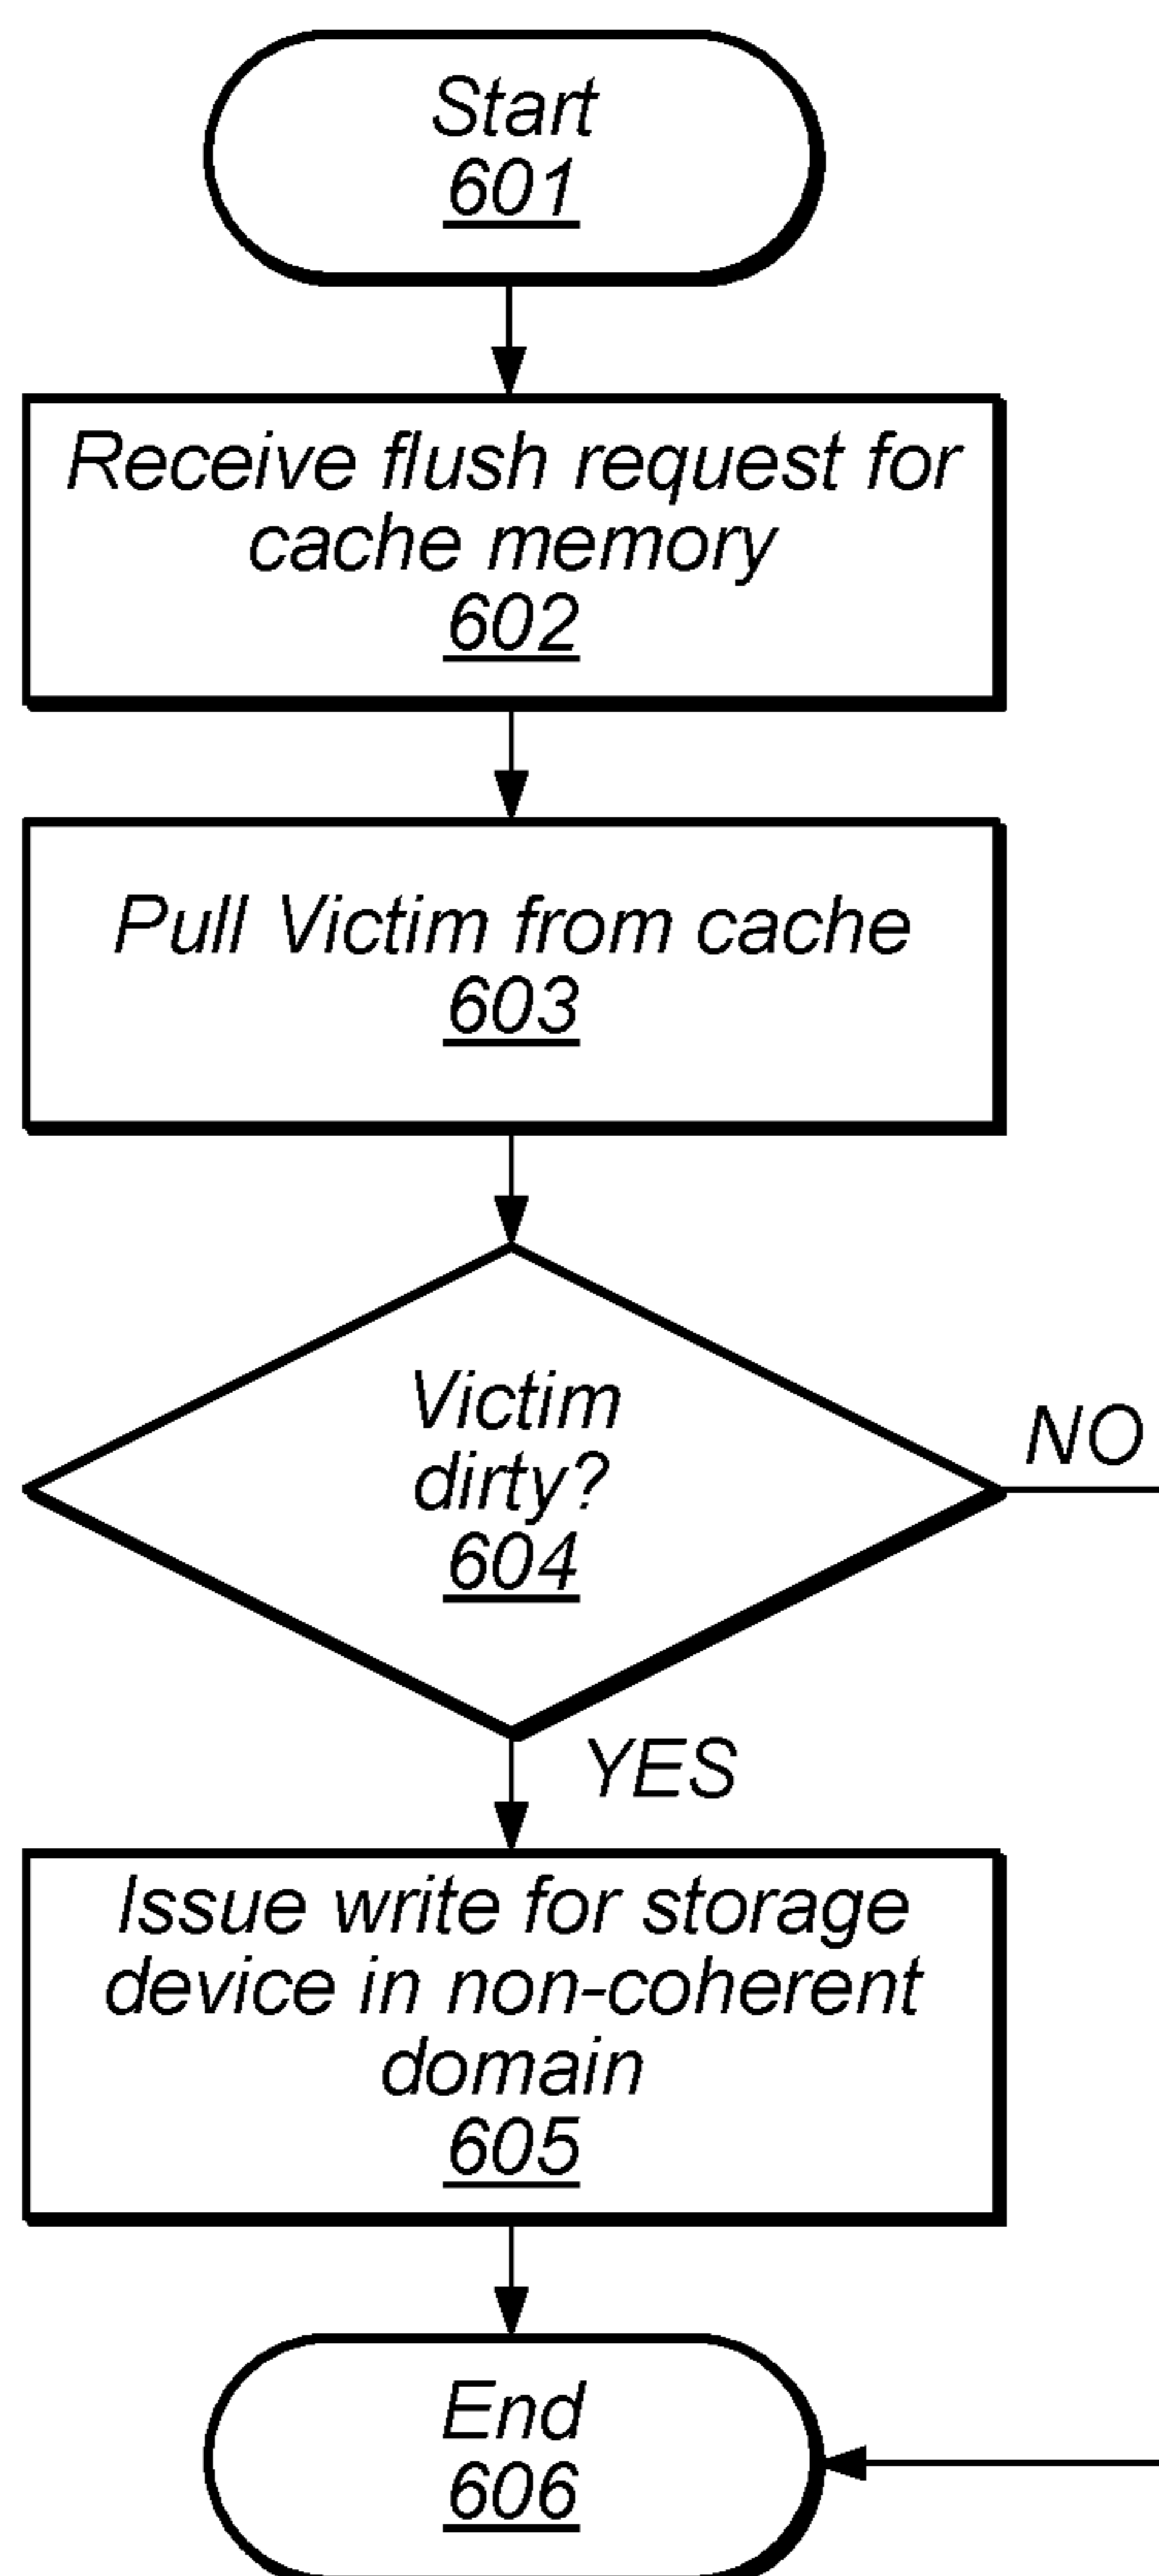 Start
601
Receive flush request for
cache memory
602
Pull Victim from cache
603
Victim
dirty?
604
NO
YES
Issue write for storage
device in non-coherent
domain
605
End
606